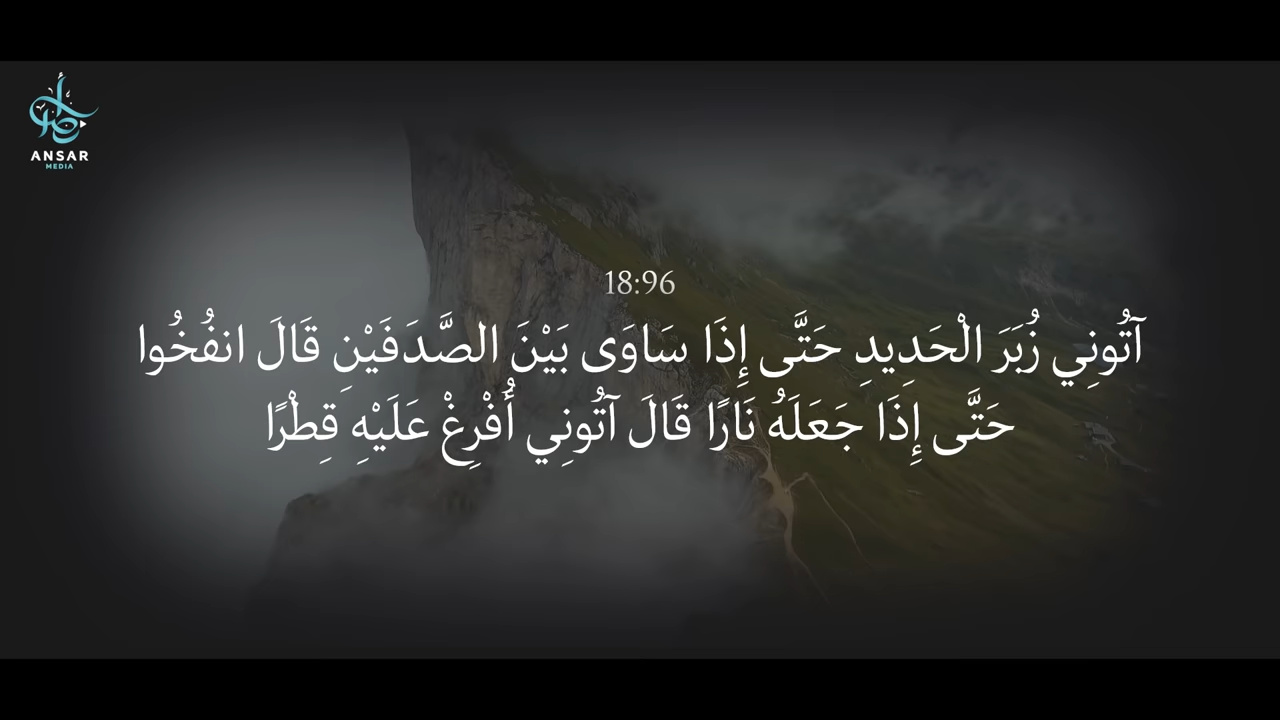 ANSAR
MEDIA
18:96
آتُونِي زُبَرَ الْحَدِيدِ حَتَّى إِذَا سَاوَى بَيْنَ الصَّدَفَيْنِ قَالَ انفُخُوا
حَتَّى إِذَا جَعَلَهُ نَارًا قَالَ آتُونِي أُفْرِغْ عَلَيْهِ قِطْرًا